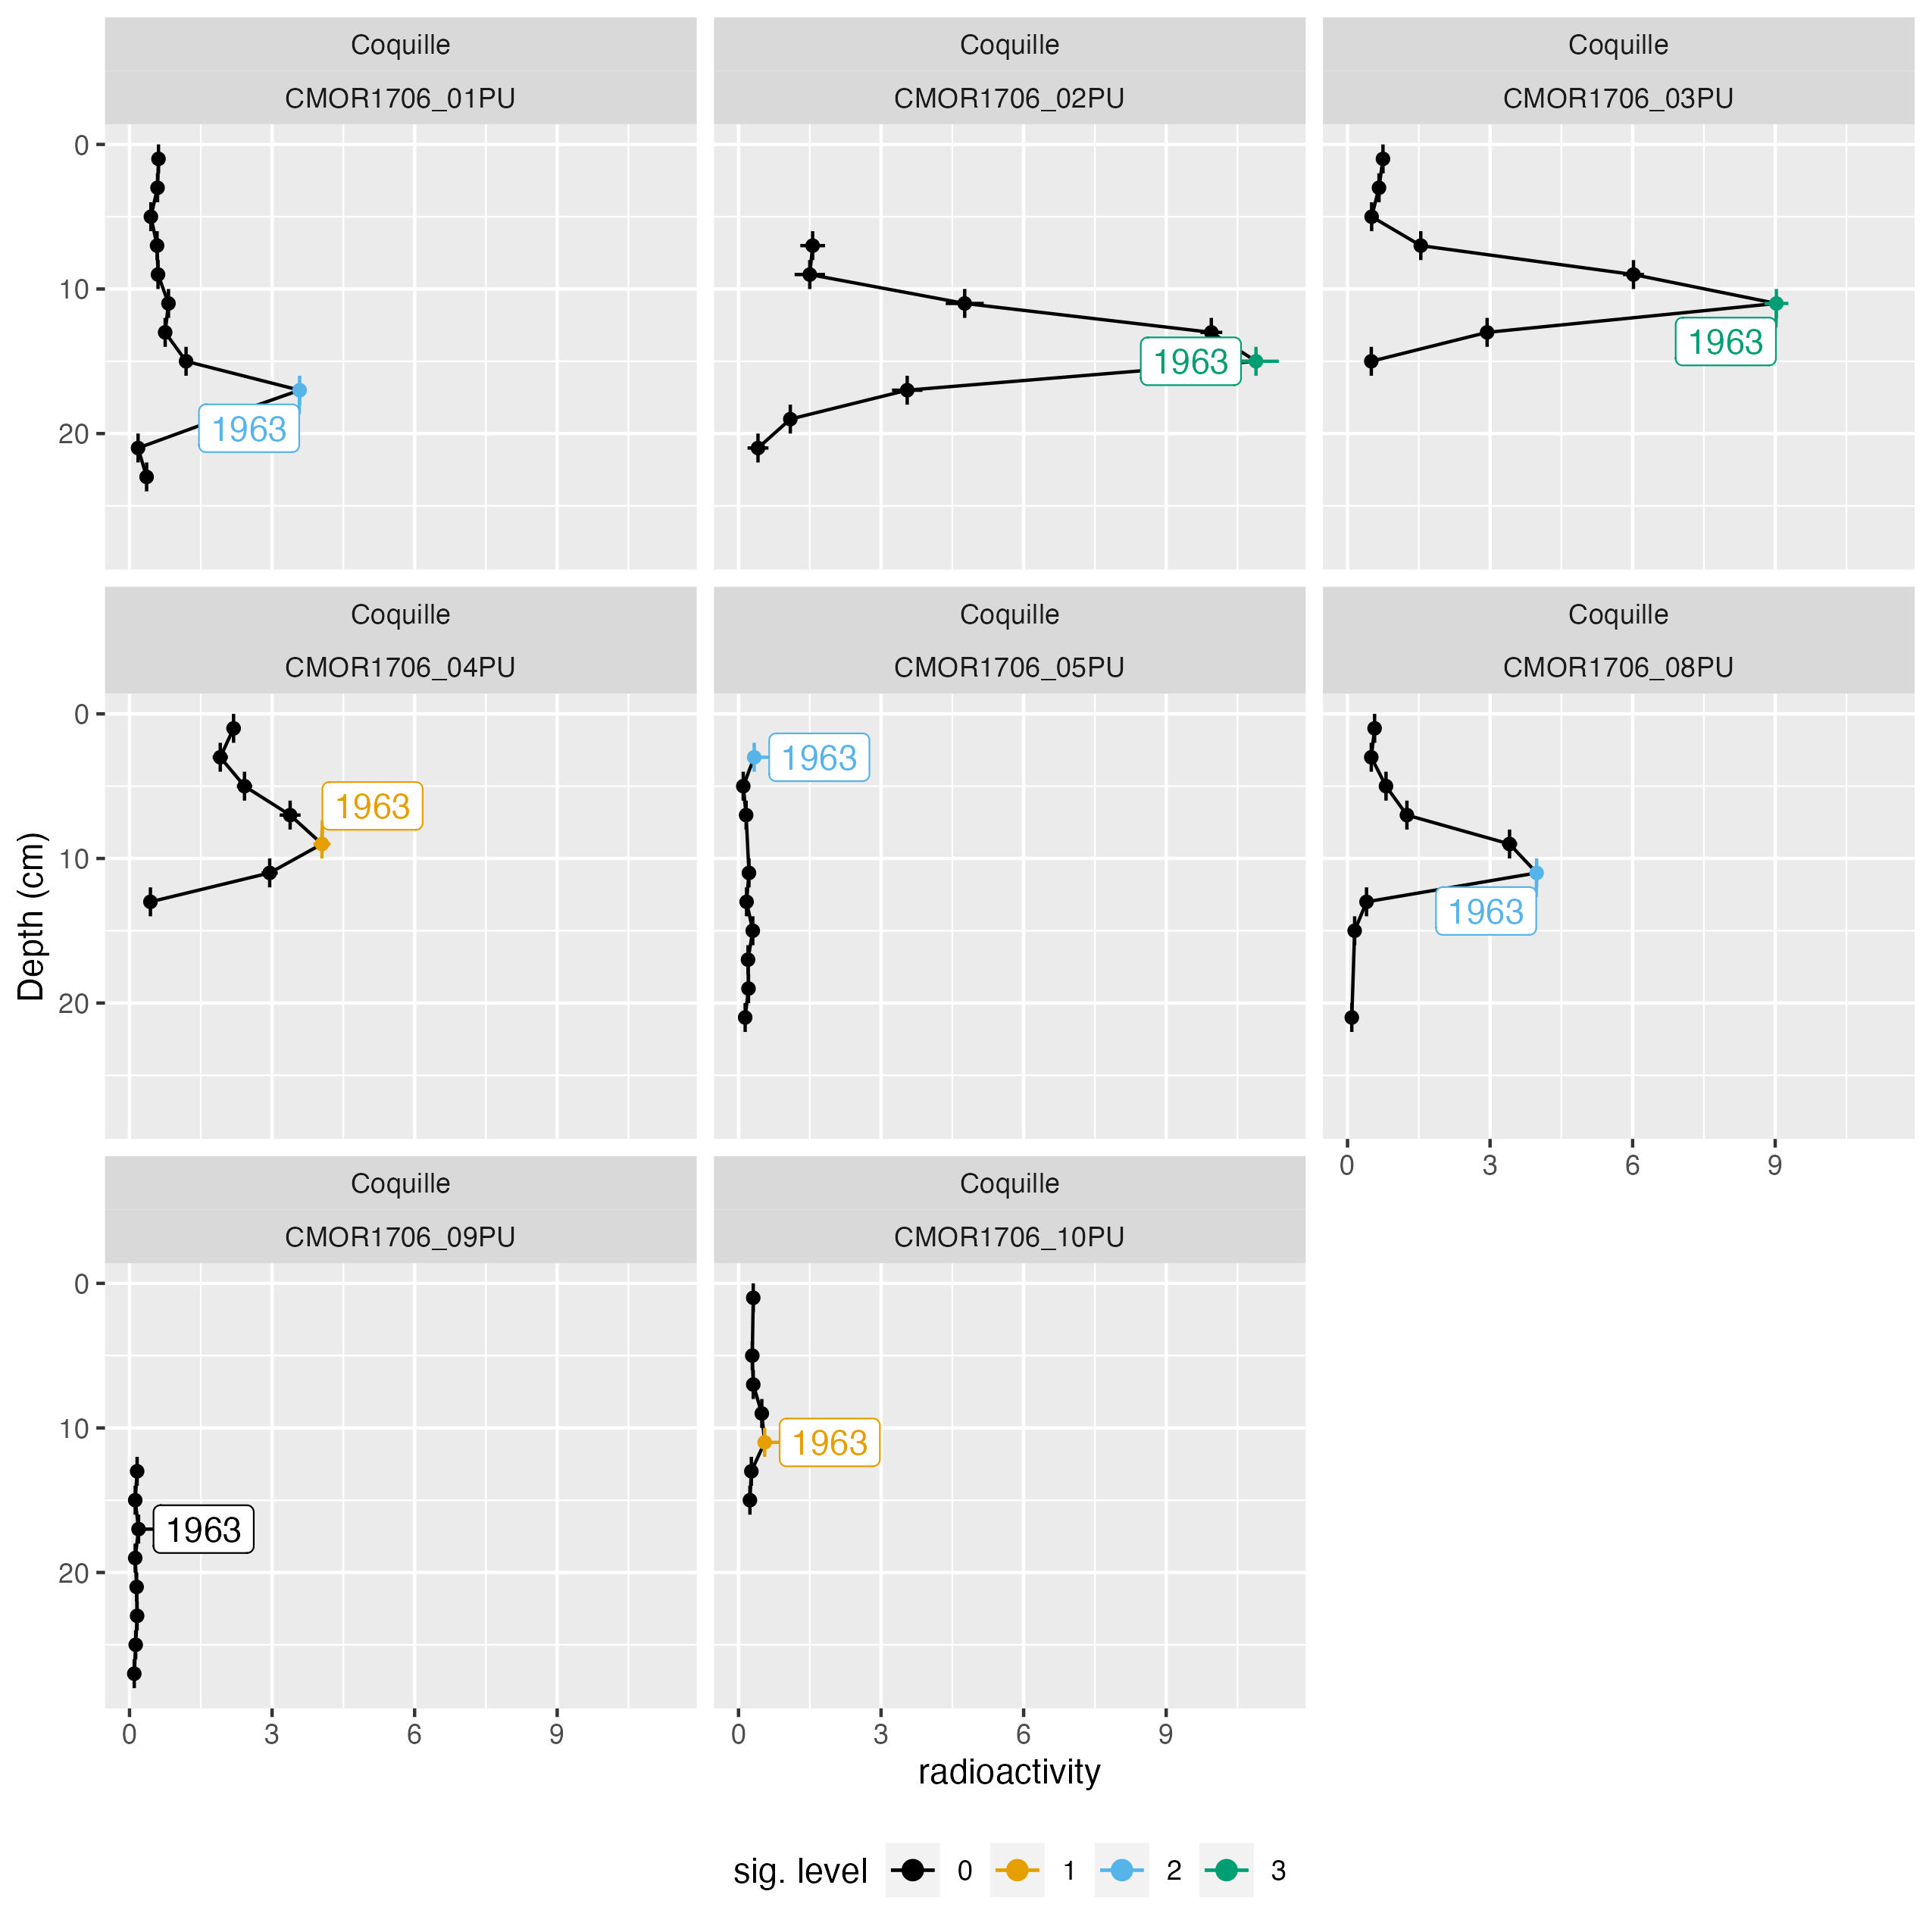 Coquille
Coquille
Coquille
CMOR1706_01PU
CMOR1706_02PU
CMOR1706_03PU
0
10
20
1963
1963
1963
Coquille
Coquille
Coquille
CMOR1706_04PU
CMOR1706_05PU
CMOR1706_08PU
0
10
20
1963
1963
1963
0
3
6
9
Depth (cm)
Coquille
Coquille
CMOR1706_09PU
CMOR1706_10PU
0
10
20
1963
1963
0
3
6
9
0
3
6
9
radioactivity
sig. level 0 1 2 3